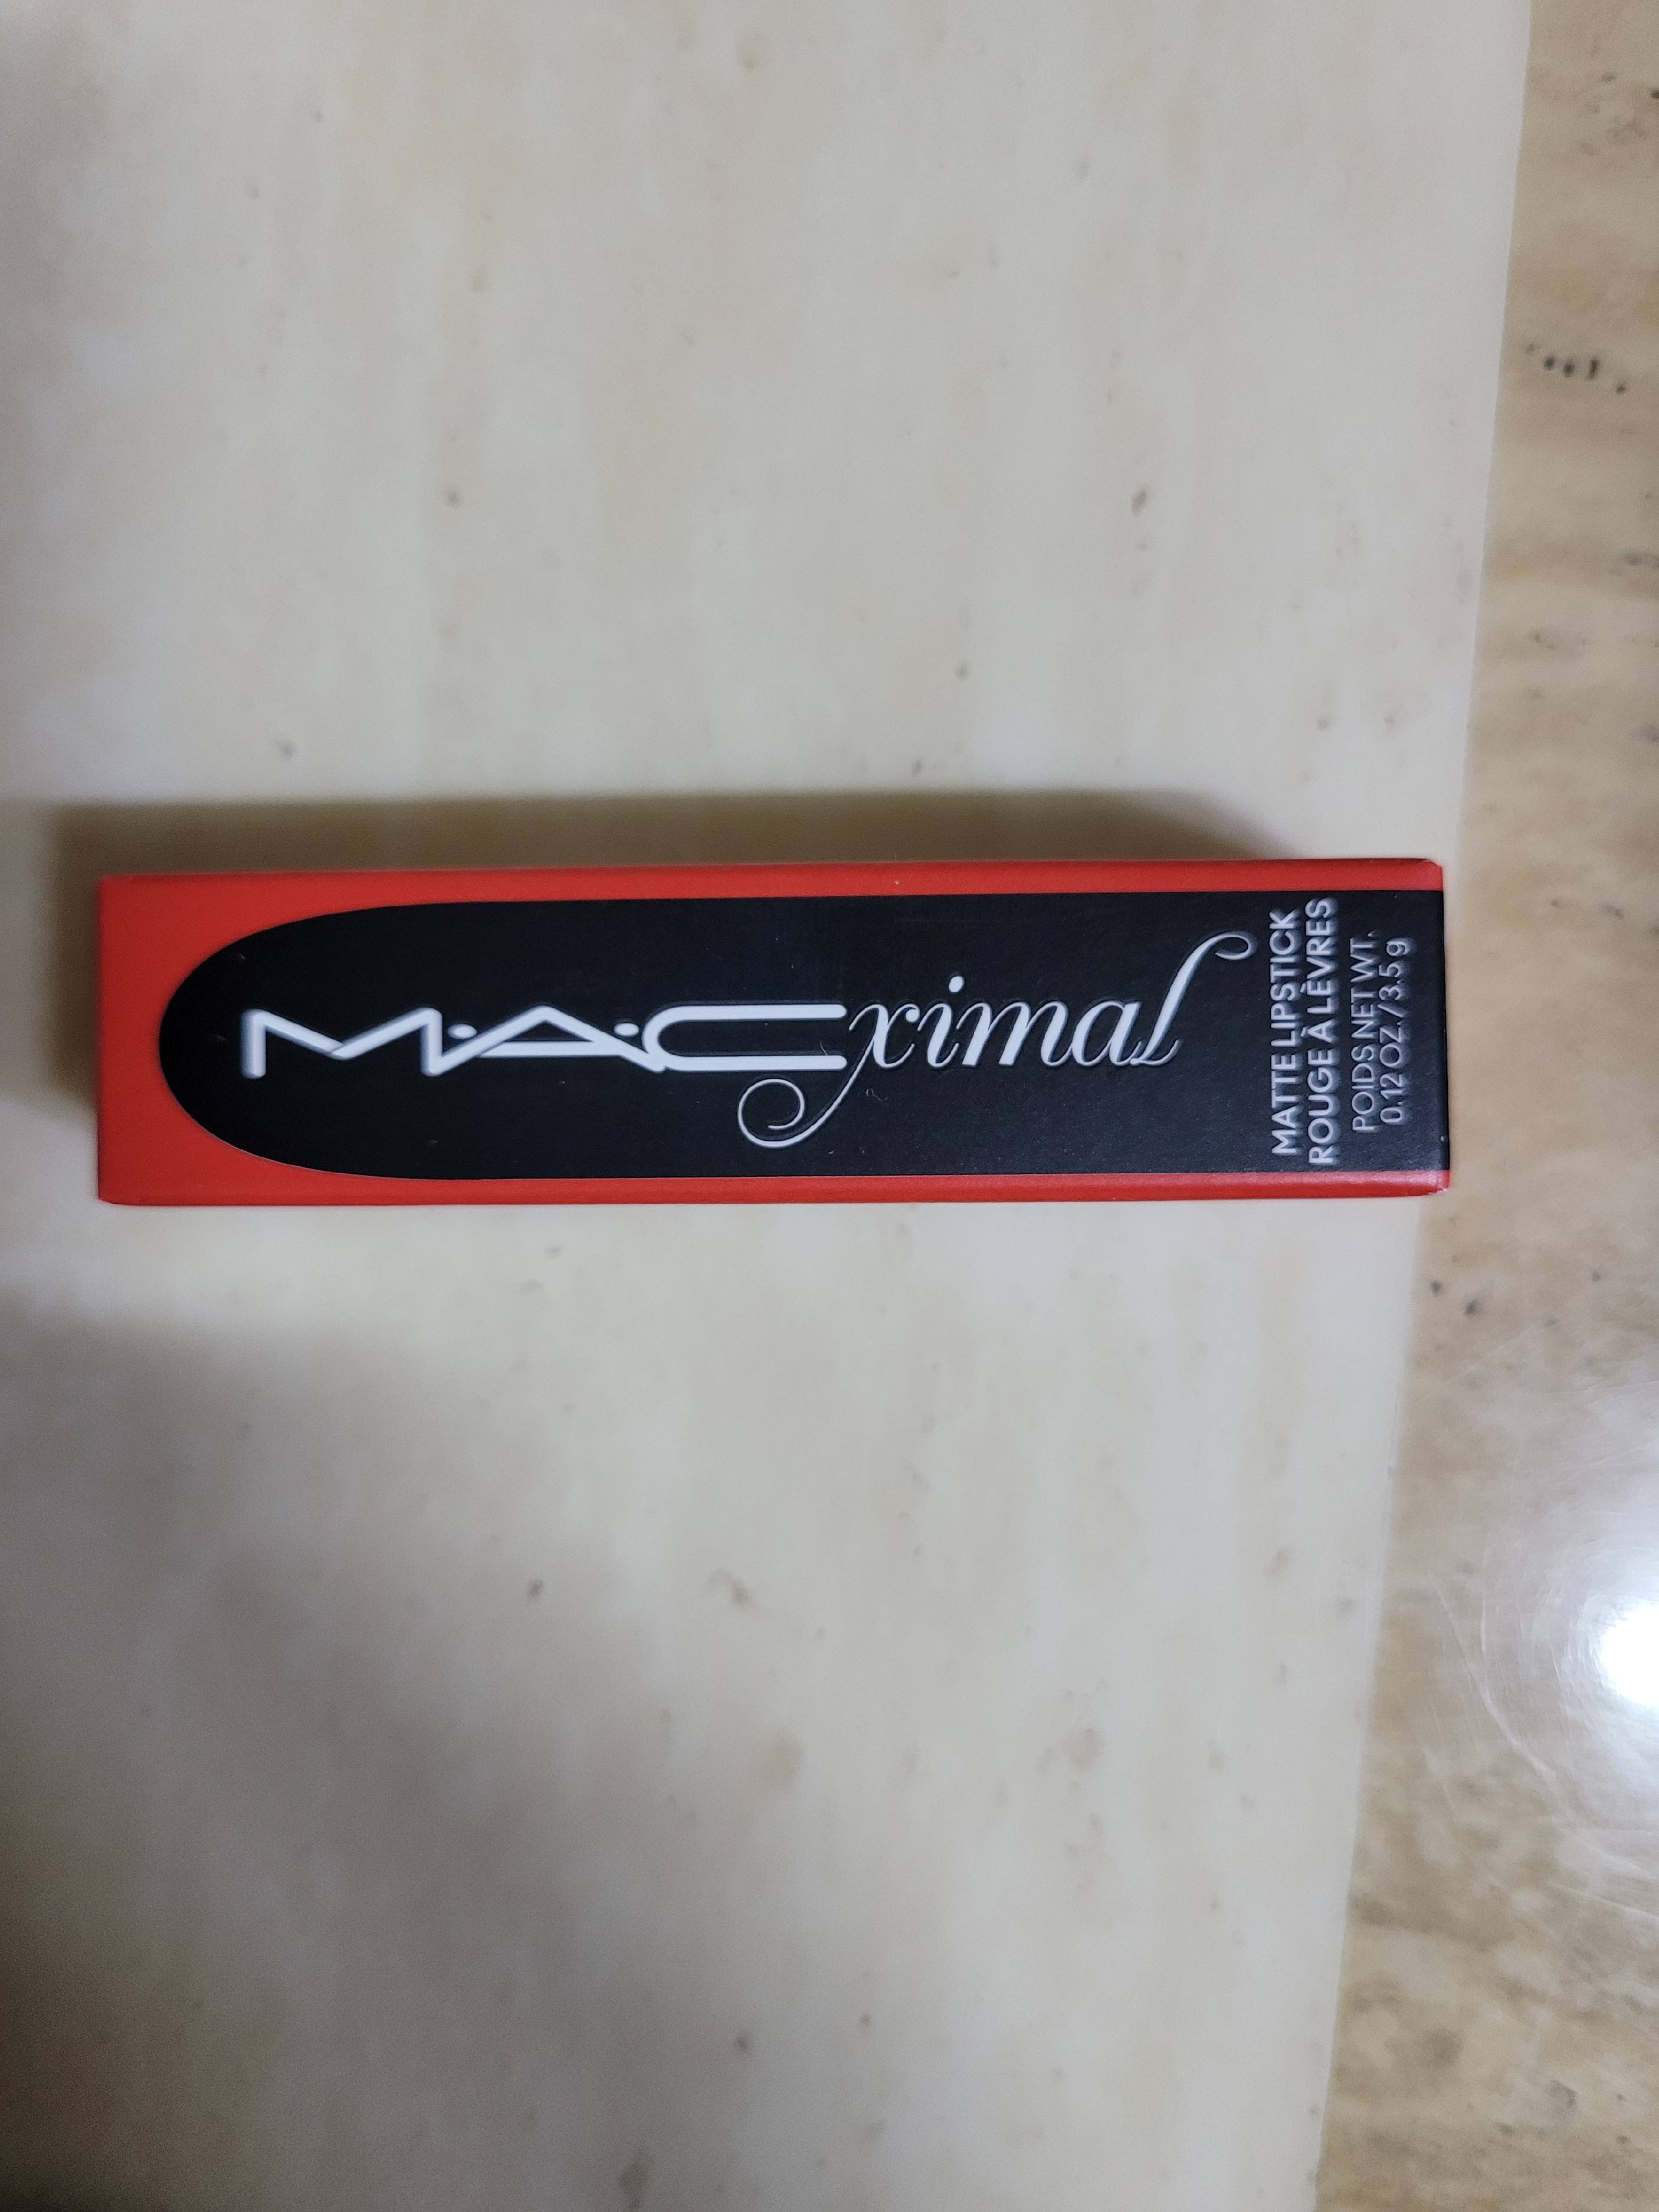 M·A·Cximal
MATTE LIPSTICK
ROUGE À LÈVRES
POIDS NET WT.
0.12 OZ. / 3.5 g